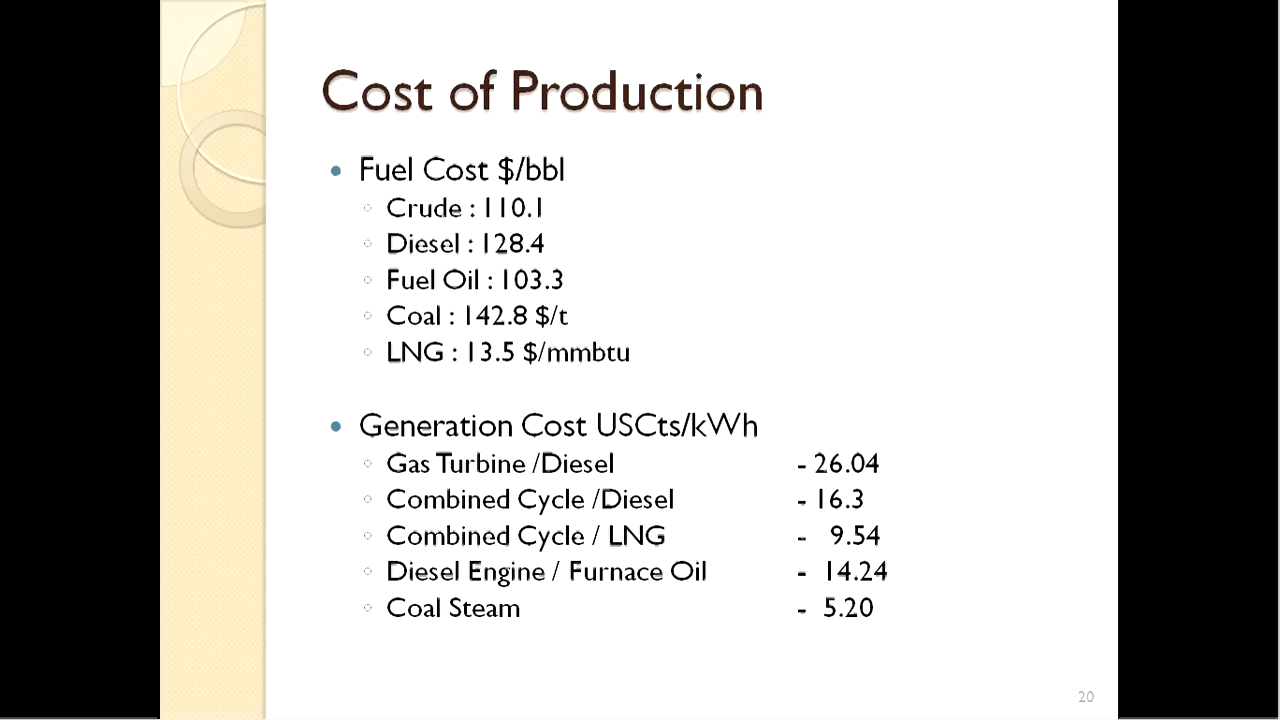 Cost of Production
Fuel Cost $/bbl
Crude : 110.1
Diesel : 128.4
Fuel Oil : 103.3
Coal : 142.8 $/t
LNG : 13.5 $/mmbtu
Generation Cost USCts/kWh
Gas Turbine /Diesel - 26.04
Combined Cycle /Diesel - 16.3
Combined Cycle / LNG - 9.54
Diesel Engine / Furnace Oil - 14.24
Coal Steam - 5.20
20